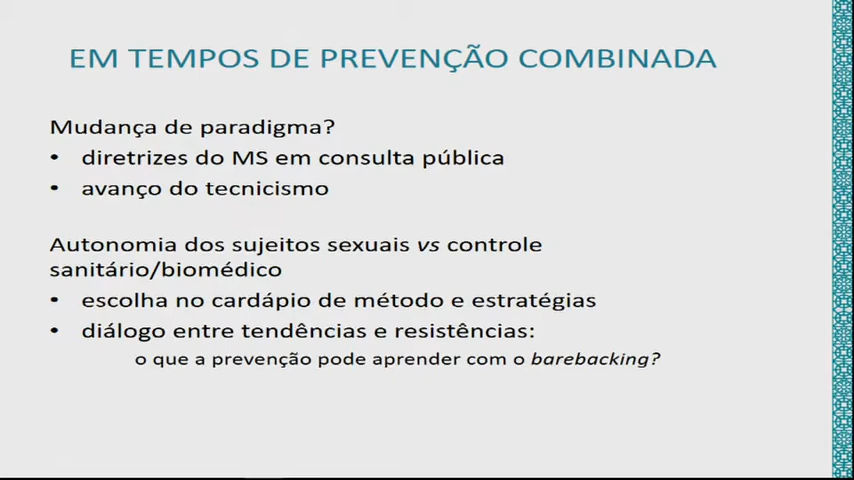 EM TEMPOS DE PREVENÇÃO COMBINADA
Mudança de paradigma?
• diretrizes do MS em consulta pública
• avanço do tecnicismo
Autonomia dos sujeitos sexuais vs controle
sanitário/biomédico
• escolha no cardápio de método e estratégias
• diálogo entre tendências e resistências:
o que a prevenção pode aprender com o barebacking?